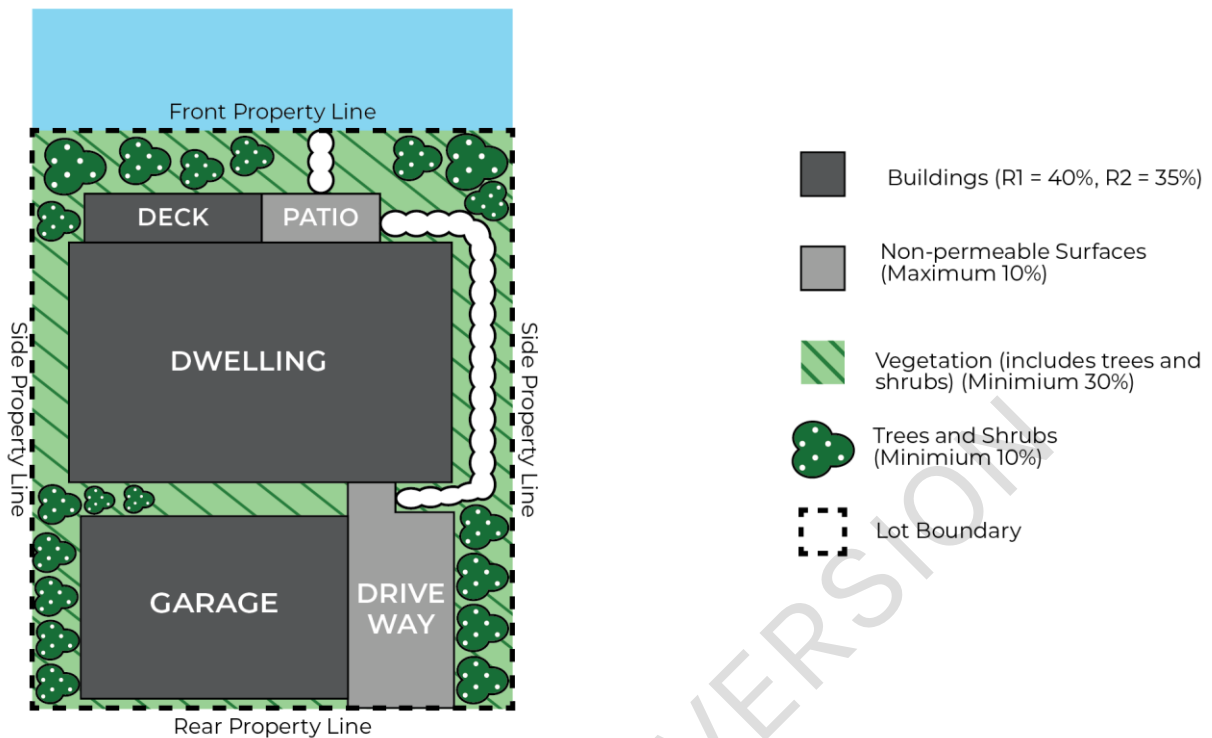 Front Property Line
DECK
PATIO
Side Property Line
DWELLING
Side Property Line
GARAGE
DRIVE
WAY
Rear Property Line
Buildings (R1 = 40%, R2 = 35%)
Non-permeable Surfaces
(Maximum 10%)
Vegetation (includes trees and
shrubs) (Minimium 30%)
Trees and Shrubs
(Minimium 10%)
Lot Boundary
VERSION